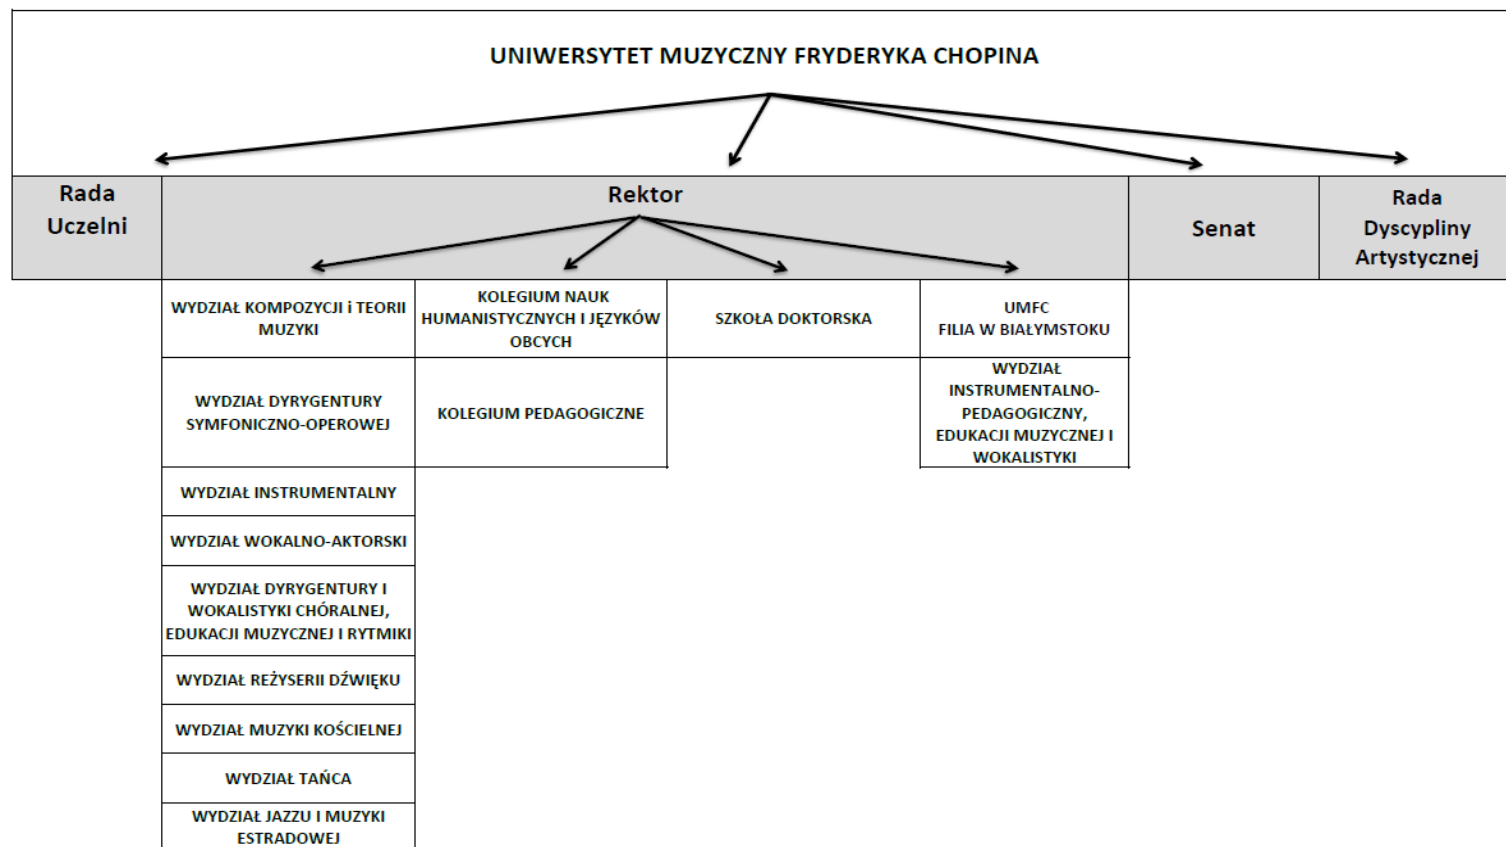 UNIWERSYTET MUZYCZNY FRYDERYKA CHOPINA
Rada
Uczelni
Rektor
Senat
Rada
Dyscypliny
Artystycznej
WYDZIAŁ KOMPOZYCJI i TEORII
MUZYKI
KOLEGIUM NAUK
HUMANISTYCZNYCH I JĘZYKÓW
OBCYCH
SZKOŁA DOKTORSKA
UMFC
FILIA W BIAŁYMSTOKU
WYDZIAŁ DYRYGENTURY
SYMFONICZNO-OPEROWEJ
KOLEGIUM PEDAGOGICZNE
WYDZIAŁ
INSTRUMENTALNO-
PEDAGOGICZNY,
EDUKACJI MUZYCZNEJ I
WOKALISTYKI
WYDZIAŁ INSTRUMENTALNY
WYDZIAŁ WOKALNO-AKTORSKI
WYDZIAŁ DYRYGENTURY I
WOKALISTYKI CHÓRALNEJ,
EDUKACJI MUZYCZNEJ I RYTMIKI
WYDZIAŁ REŻYSERII DŹWIĘKU
WYDZIAŁ MUZYKI KOŚCIELNEJ
WYDZIAŁ TAŃCA
WYDZIAŁ JAZZU I MUZYKI
ESTRADOWEJ